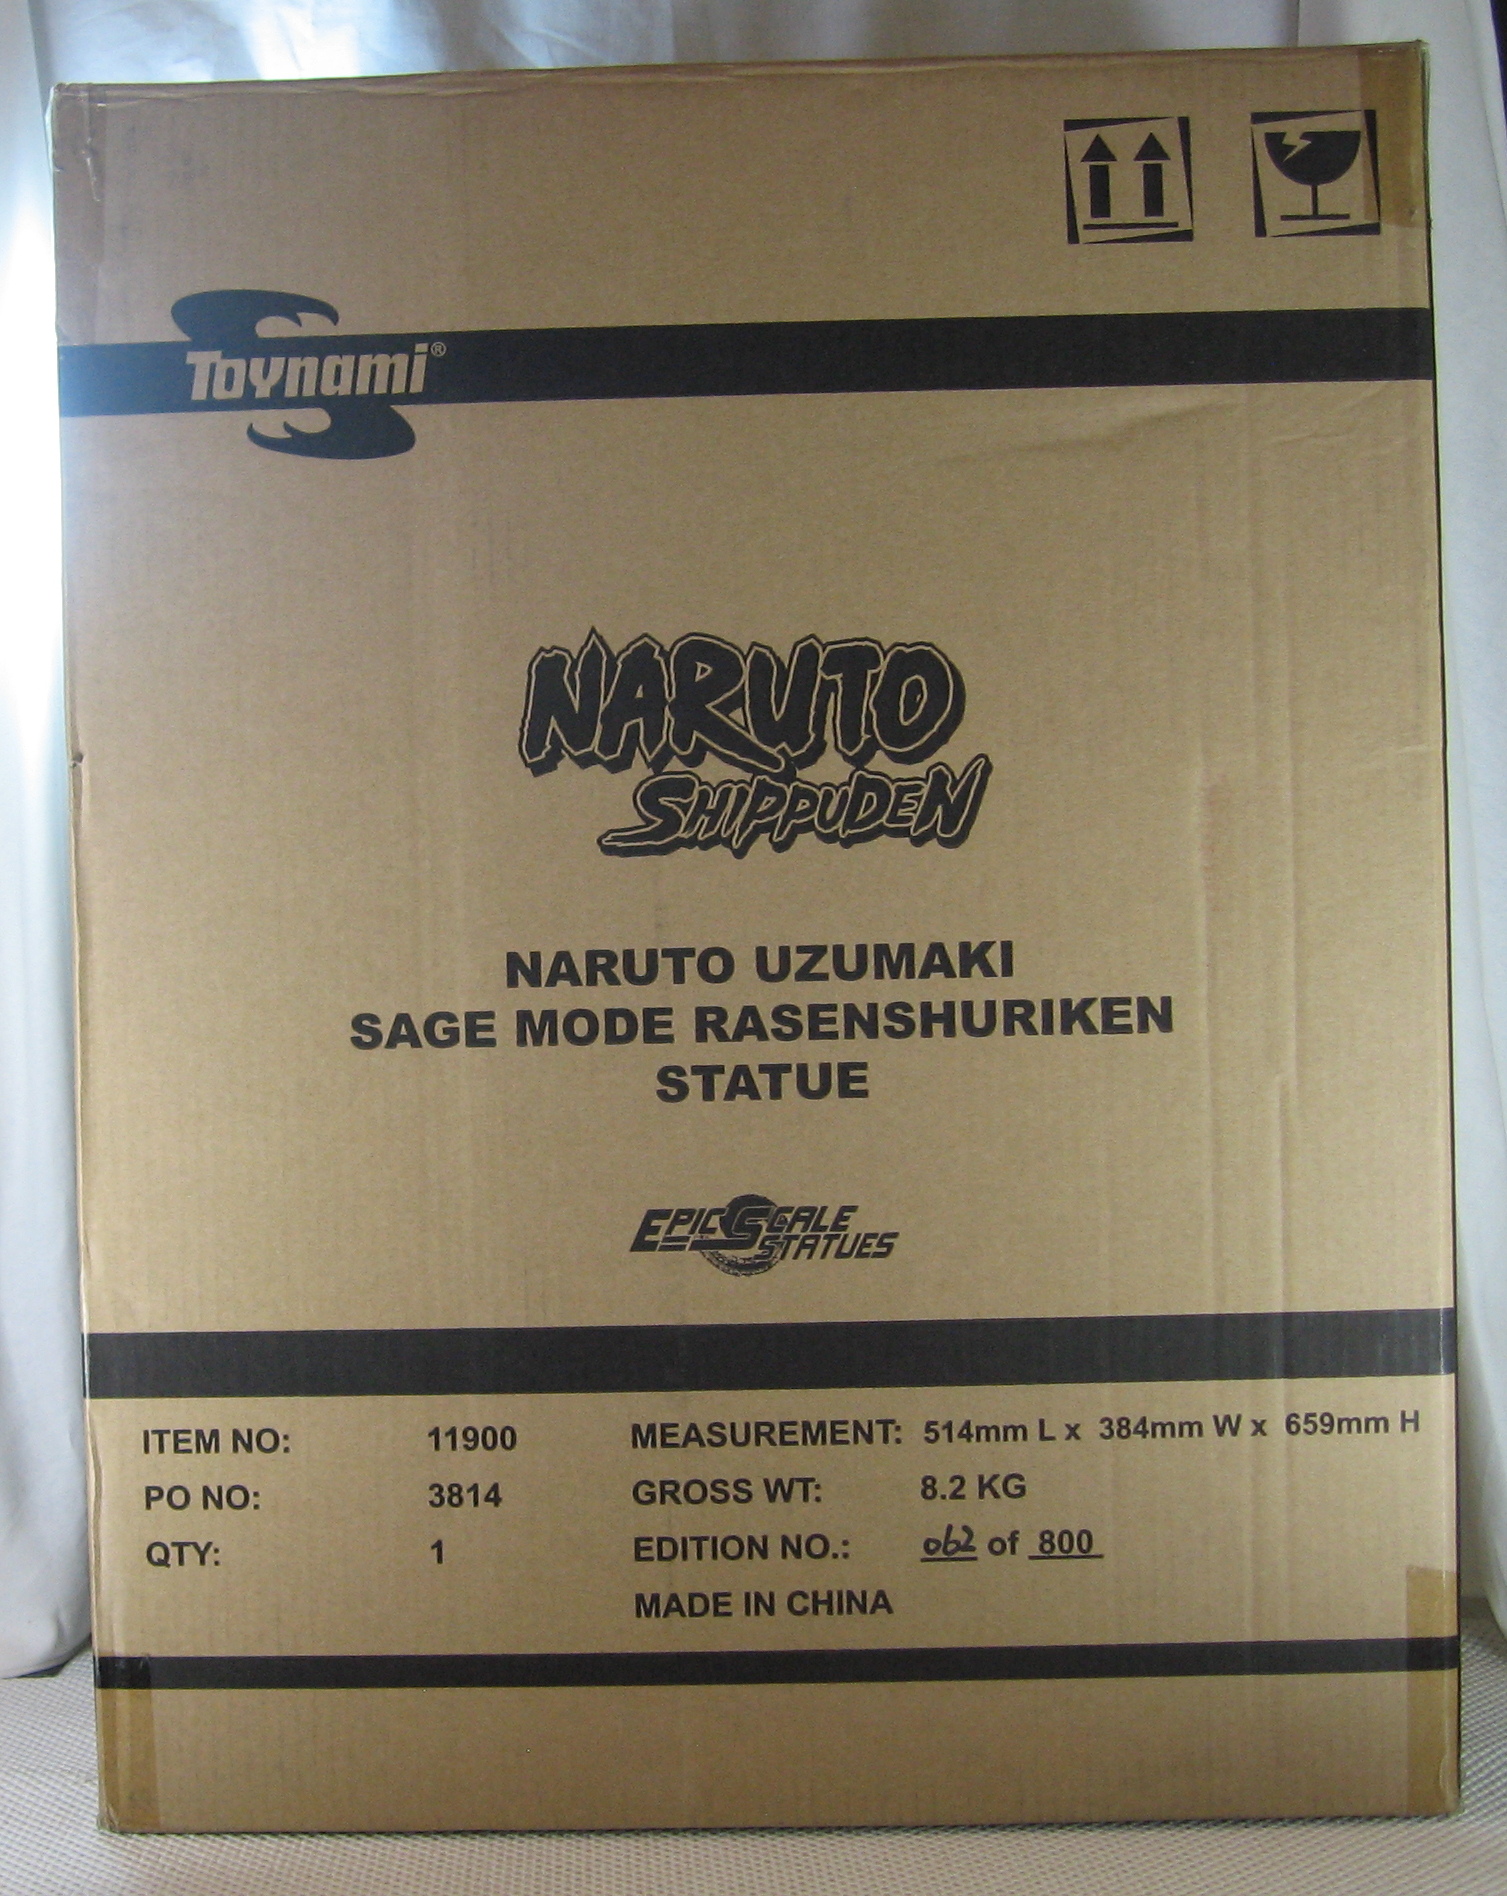 Toynami®
NARUTO
SHIPPUDEN
NARUTO UZUMAKI
SAGE MODE RASENSHURIKEN
STATUE
EPIC SCALE
STATUES
ITEM NO: 11900 MEASUREMENT: 514mm L x 384mm W x 659mm H
PO NO: 3814 GROSS WT: 8.2 KG
QTY: 1 EDITION NO.: 062 of 800
MADE IN CHINA